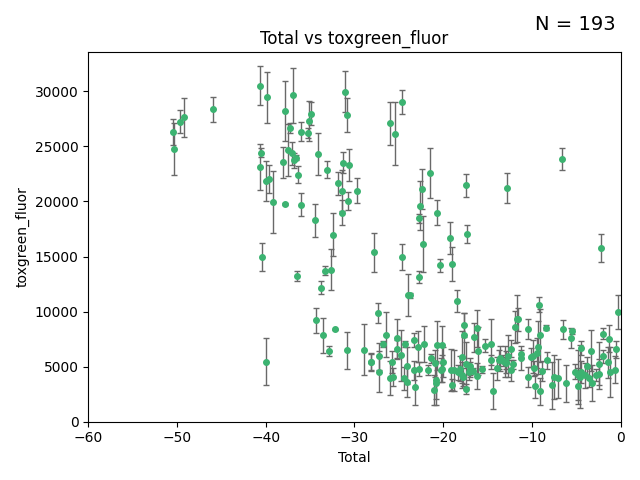 N = 193
Total vs toxgreen_fluor
toxgreen_fluor
30000
25000
20000
15000
10000
5000
0
−60 −50 −40 −30 −20 −10 0
Total